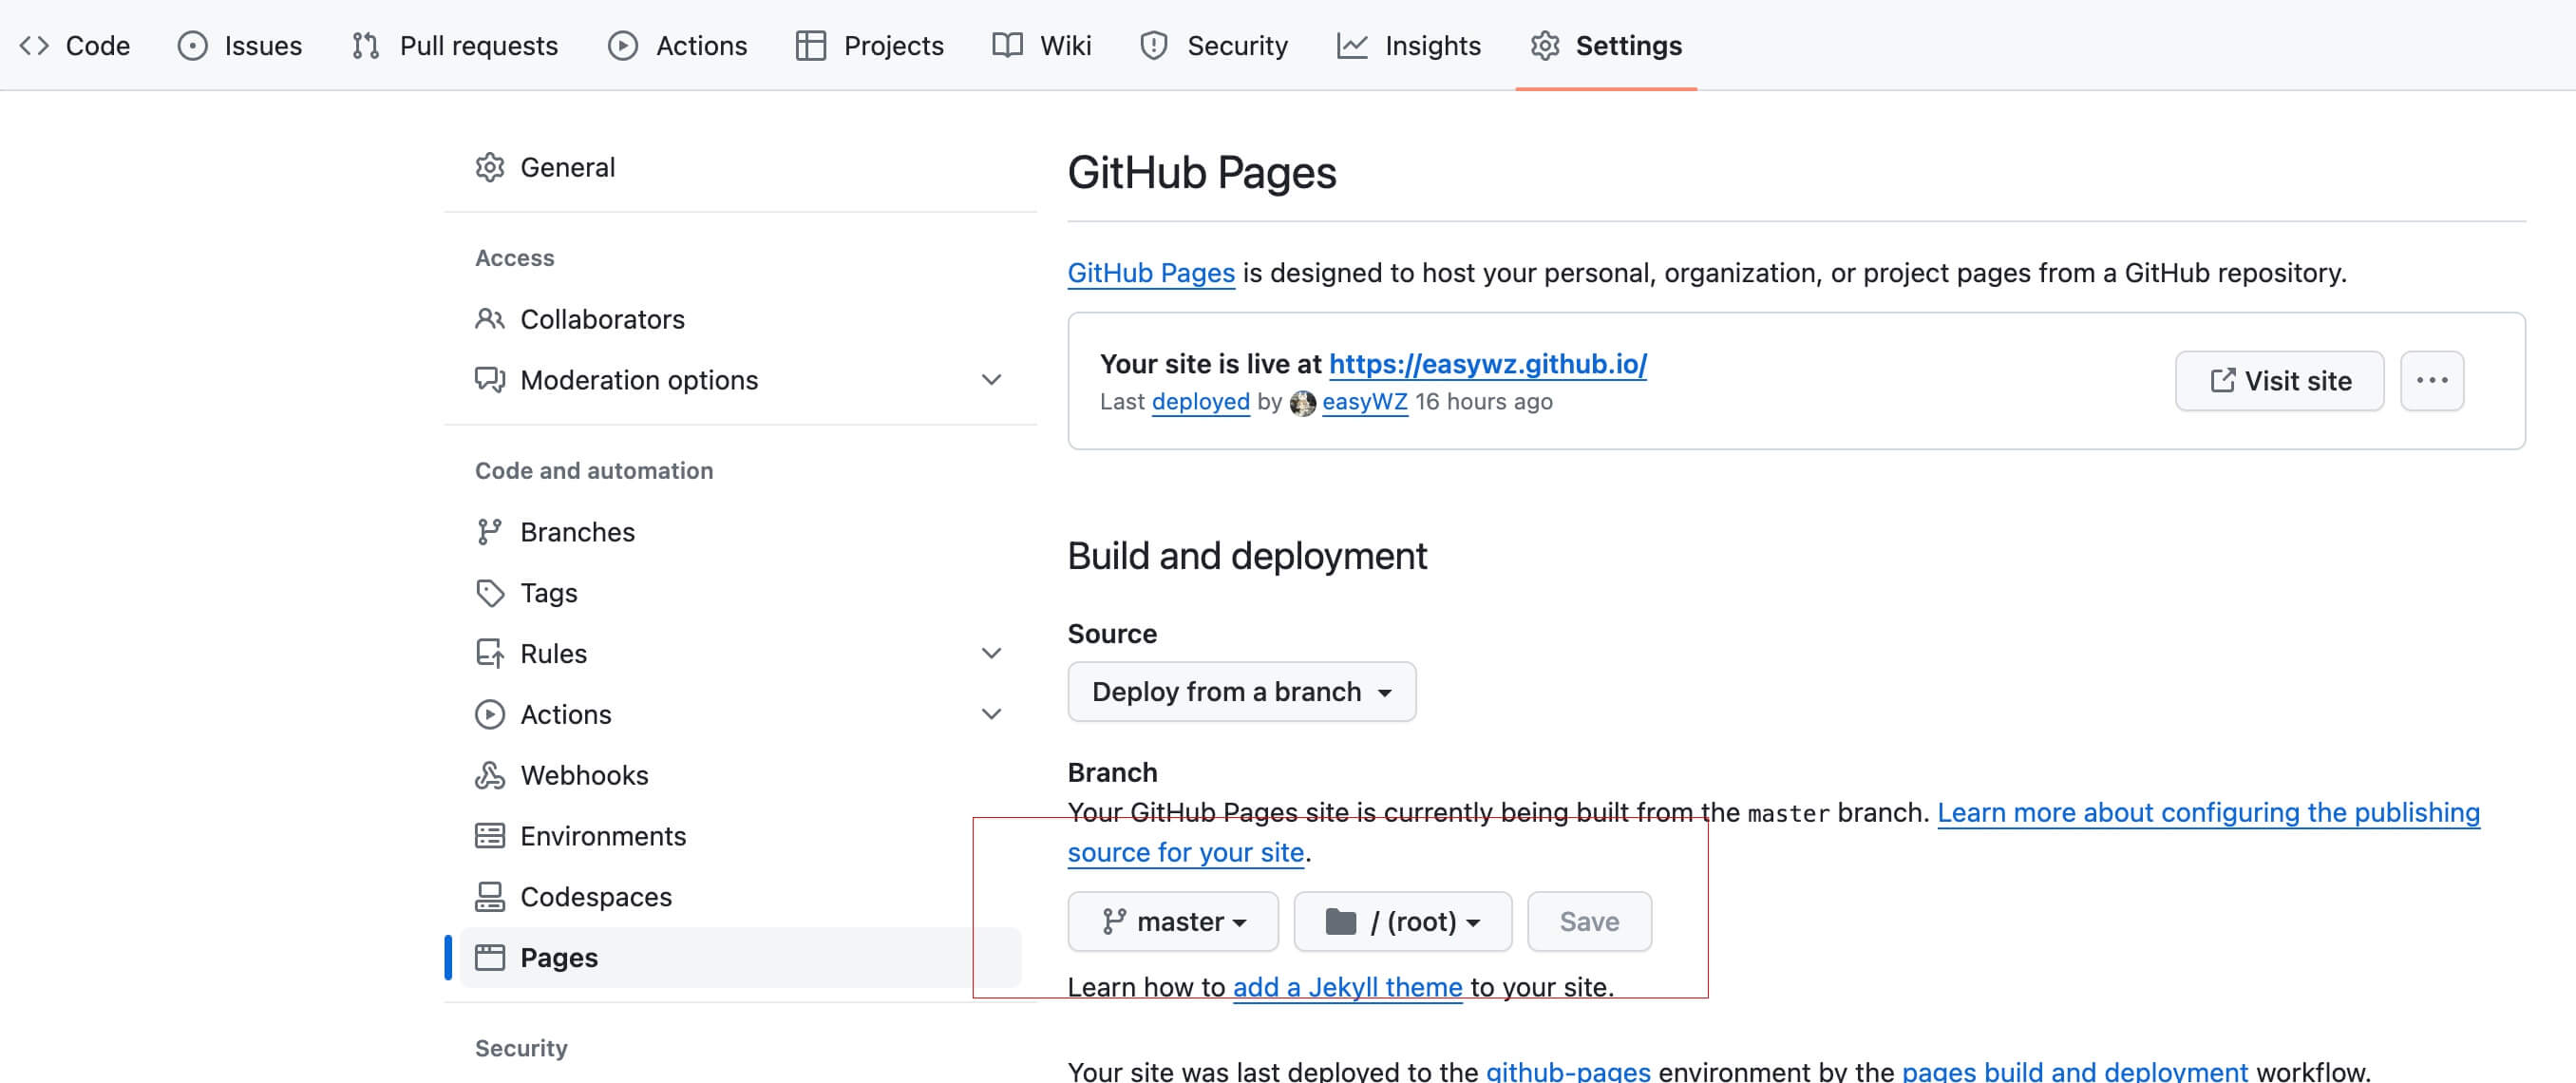 Code Issues Pull requests Actions Projects Wiki Security Insights Settings
General
Access
Collaborators
Moderation options
Code and automation
Branches
Tags
Rules
Actions
Webhooks
Environments
Codespaces
Pages
Security
GitHub Pages
GitHub Pages is designed to host your personal, organization, or project pages from a GitHub repository.
Your site is live at https://easywz.github.io/
Last deployed by easyWZ 16 hours ago
Visit site
Build and deployment
Source
Deploy from a branch
Branch
Your GitHub Pages site is currently being built from the master branch. Learn more about configuring the publishing
source for your site.
master / (root) Save
Learn how to add a Jekyll theme to your site.
Your site was last deployed to the github-pages environment by the pages build and deployment workflow.